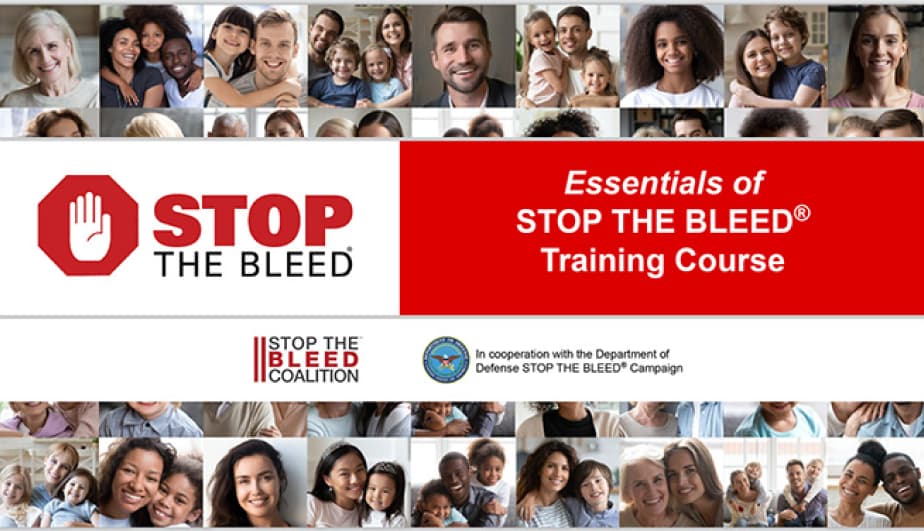 STOP
THE BLEED®
Essentials of
STOP THE BLEED®
Training Course
STOP THE
BLEED
COALITION
In cooperation with the Department of
Defense STOP THE BLEED® Campaign